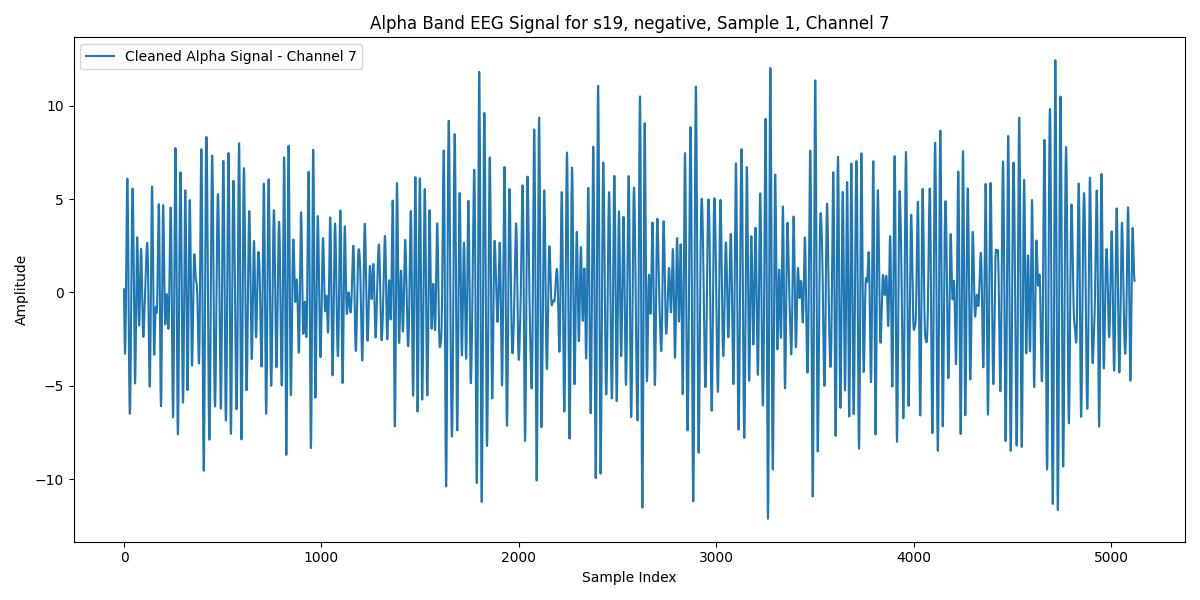 Alpha Band EEG Signal for s19, negative, Sample 1, Channel 7
Cleaned Alpha Signal - Channel 7
Amplitude
10
5
0
−5
−10
0 1000 2000 3000 4000 5000
Sample Index